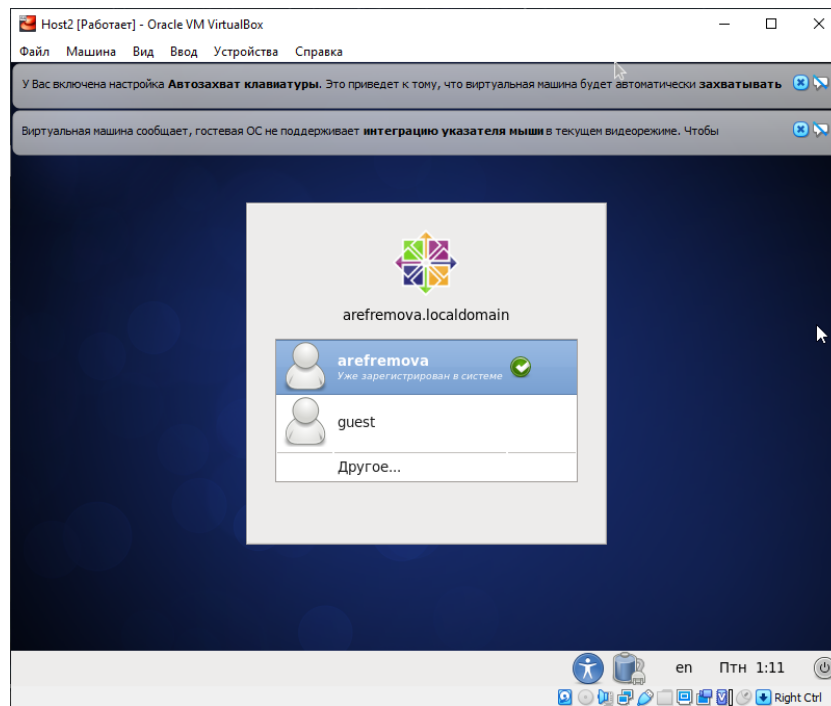 Host2 [Работает] - Oracle VM VirtualBox
Файл Машина Вид Ввод Устройства Справка
У Вас включена настройка Автозахват клавиатуры. Это приведет к тому, что виртуальная машина будет автоматически захватывать
Виртуальная машина сообщает, гостевая ОС не поддерживает интеграцию указателя мыши в текущем видеорежиме. Чтобы
arefremova.localdomain
arefremova
Уже зарегистрирован в системе
guest
Другое...
en Птн 1:11
Right Ctrl